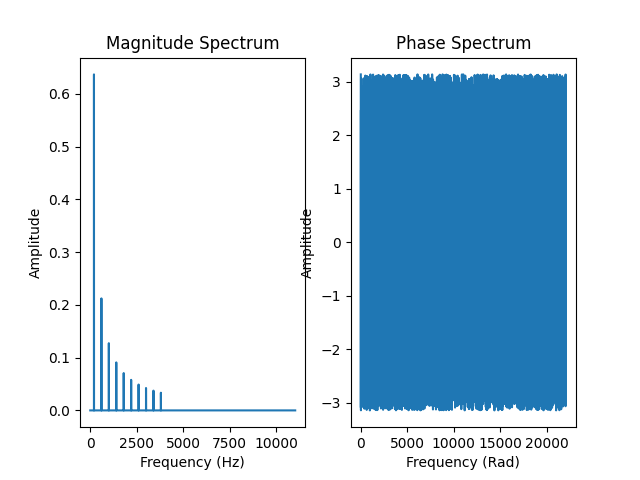 Magnitude Spectrum
Amplitude
0.6
0.5
0.4
0.3
0.2
0.1
0.0
0 2500 5000 7500 10000
Frequency (Hz)
Phase Spectrum
Amplitude
3
2
1
0
−1
−2
−3
0 5000 10000 15000 20000
Frequency (Rad)